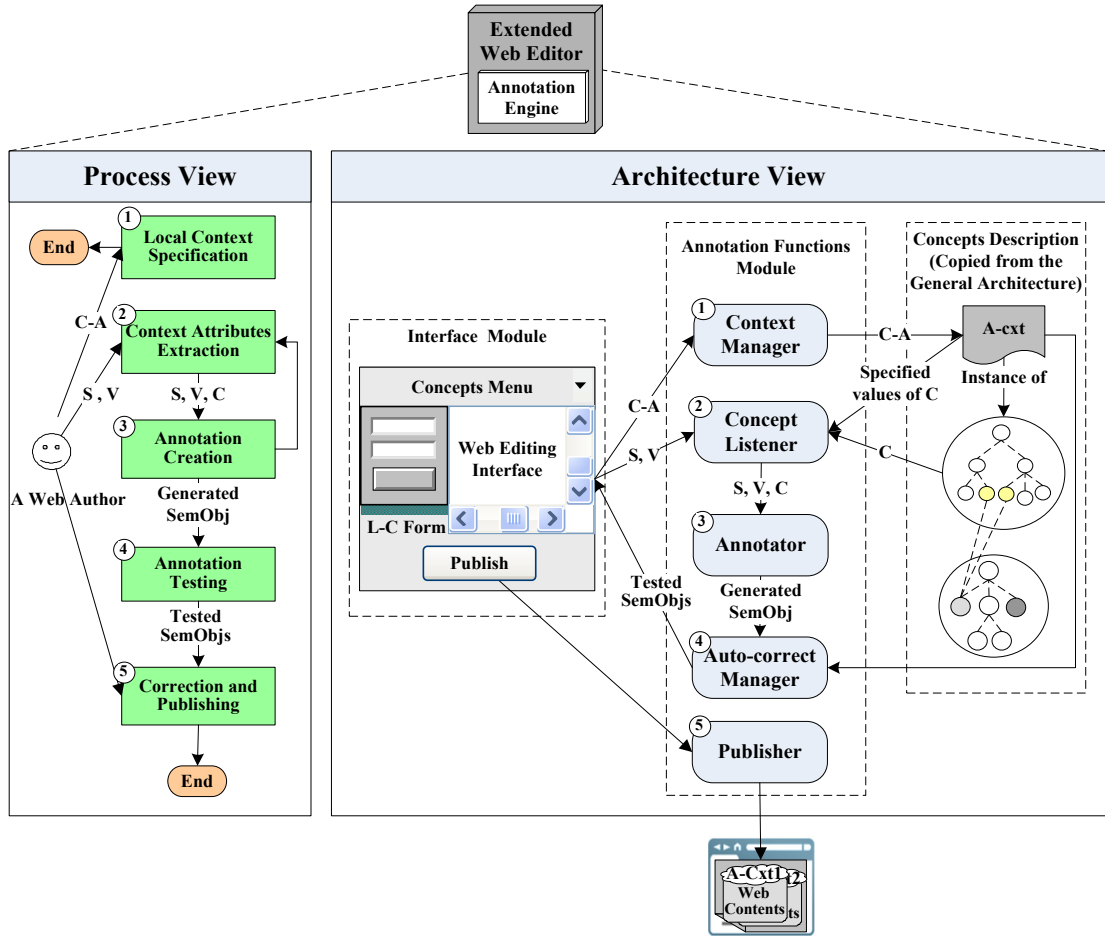 Extended
Web Editor
Annotation
Engine
Process View
1
Local Context
Specification
End
C-A
2
Context Attributes
Extraction
S , V
S, V, C
3
Annotation
Creation
A Web Author
Generated
SemObj
4
Annotation
Testing
Tested
SemObjs
5
Correction and
Publishing
End
Architecture View
Interface Module
Concepts Menu
Web Editing
Interface
L-C Form
Publish
C-A
S, V
Tested
SemObjs
Annotation Functions
Module
1
Context
Manager
2
Concept
Listener
S, V, C
3
Annotator
Generated
SemObj
4
Auto-correct
Manager
5
Publisher
Concepts Description
(Copied from the
General Architecture)
C-A
A-cxt
Specified
values of C
Instance of
C
A-Cxt1
t2
Web
Contents
ts